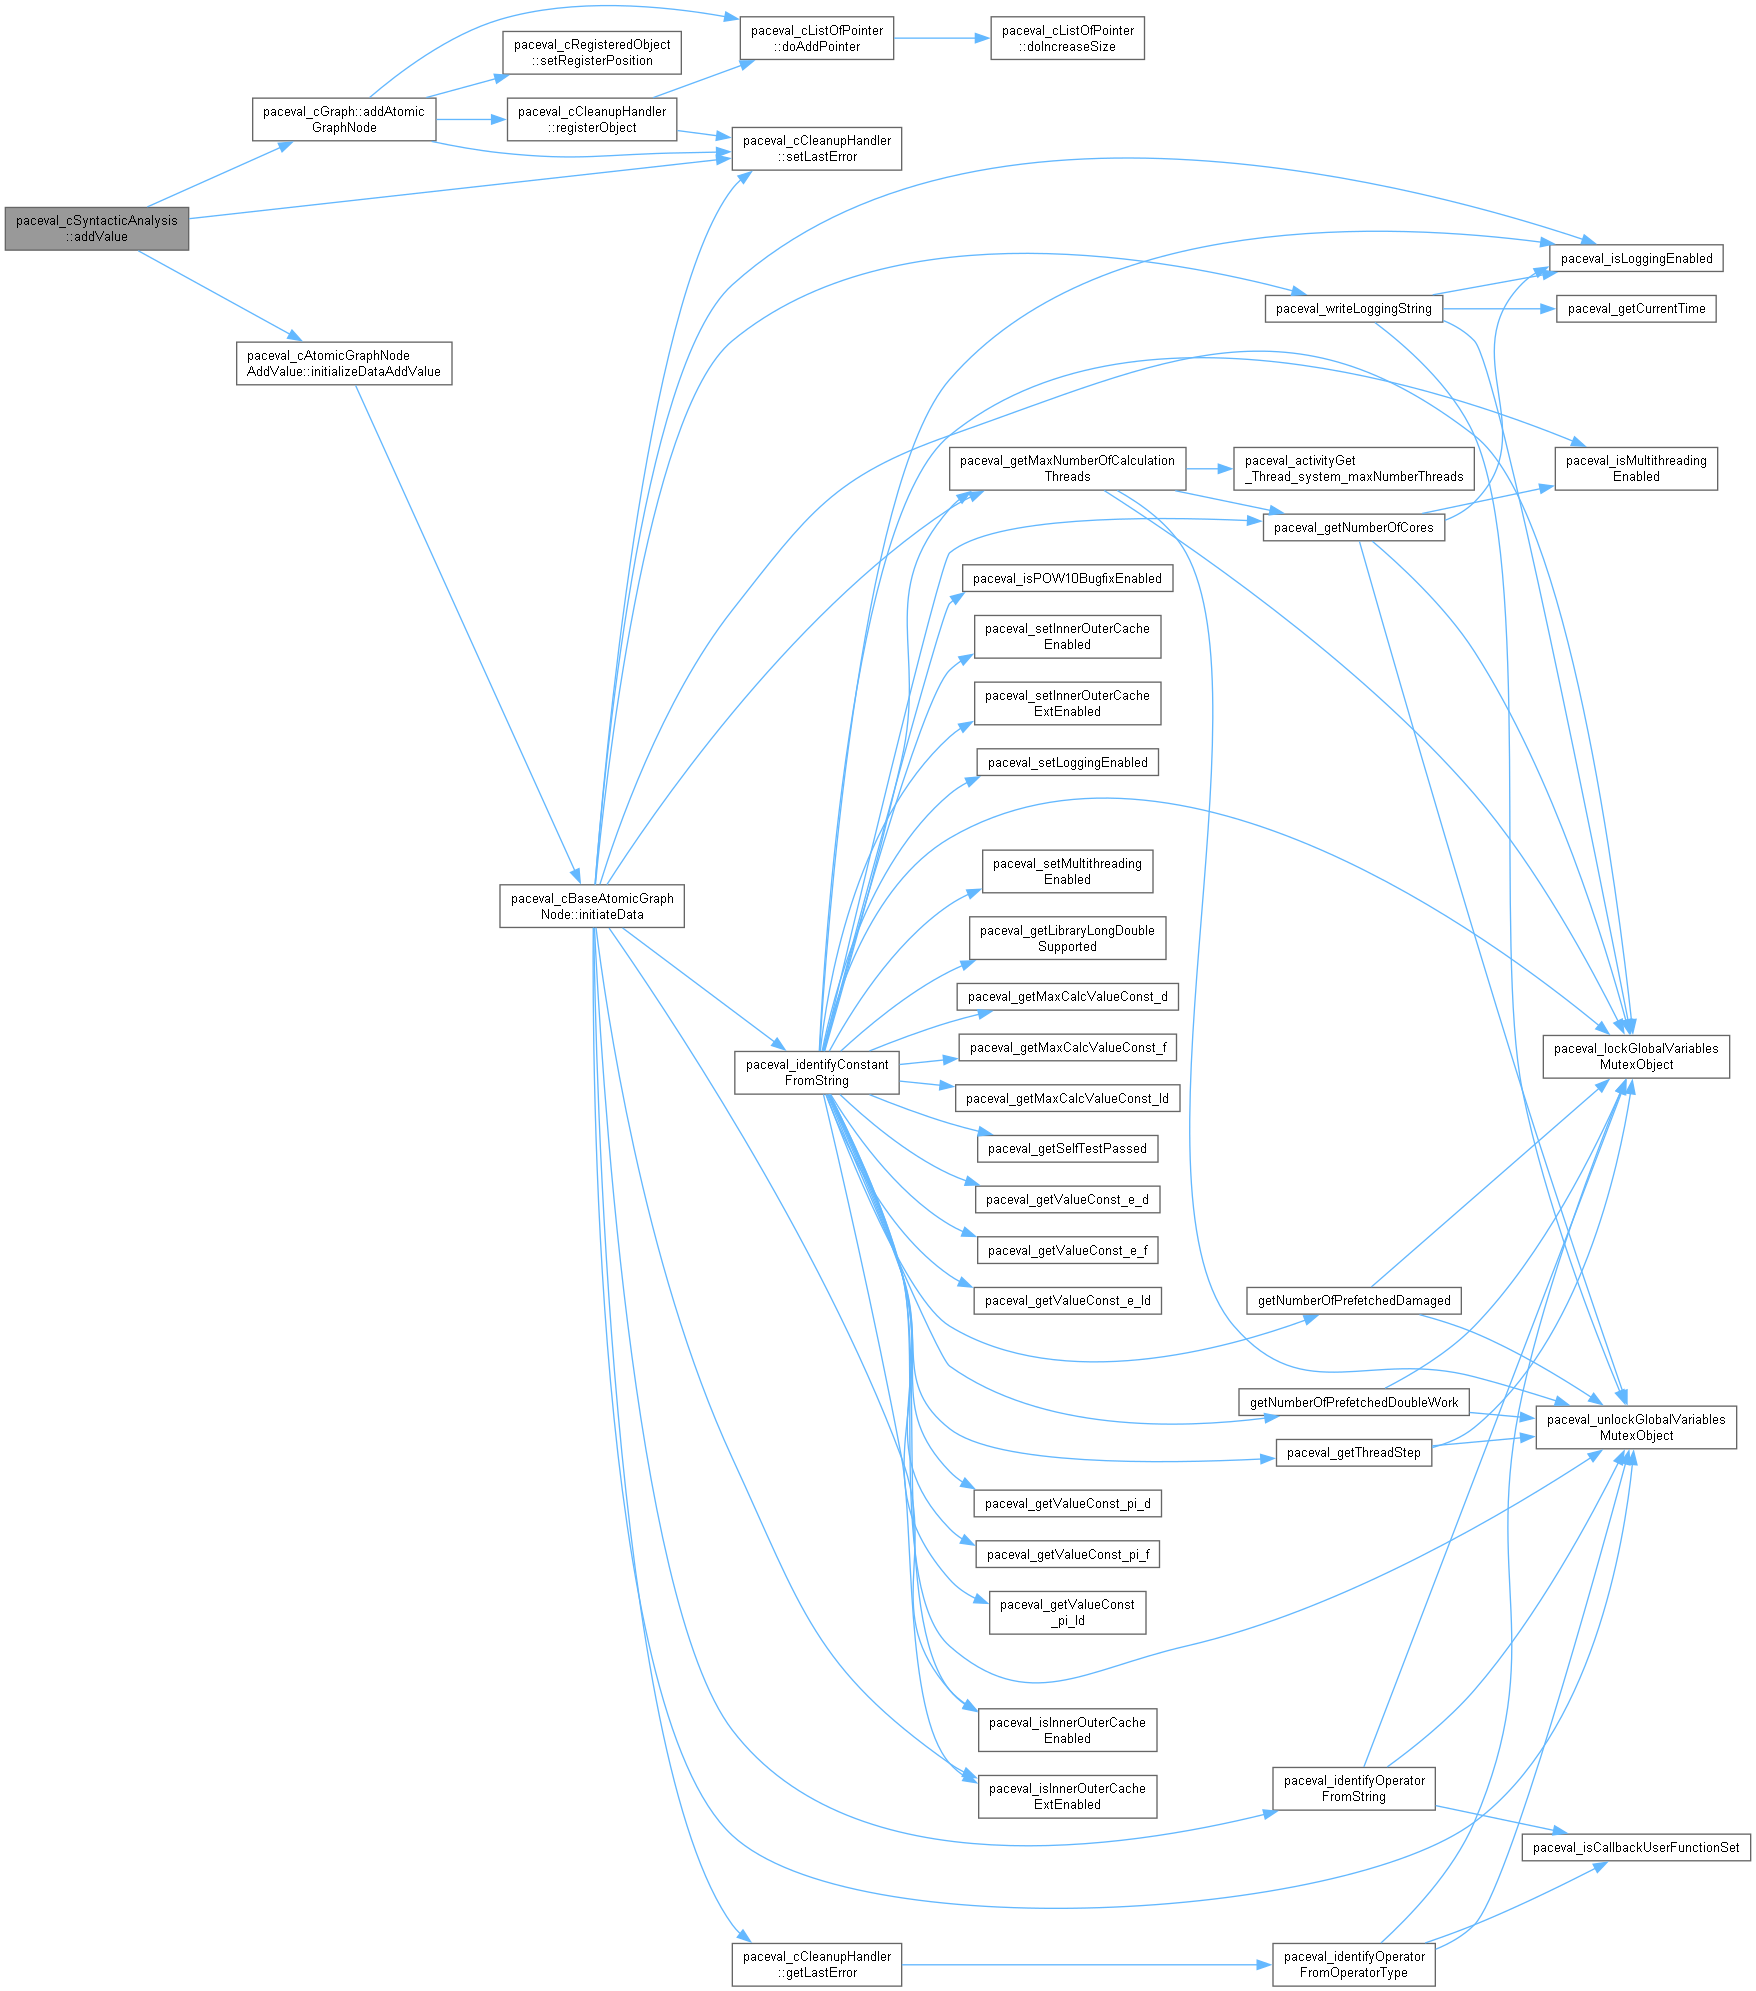 paceval_cSyntacticAnalysis
::addValue
paceval_cGraph::addAtomic
GraphNode
paceval_cRegisteredObject
::setRegisterPosition
paceval_cCleanupHandler
::registerObject
paceval_cListOfPointer
::doAddPointer
paceval_cListOfPointer
::doIncreaseSize
paceval_cCleanupHandler
::setLastError
paceval_cAtomicGraphNode
AddValue::initializeDataAddValue
paceval_cBaseAtomicGraph
Node::initiateData
paceval_isLoggingEnabled
paceval_writeLoggingString
paceval_getCurrentTime
paceval_getMaxNumberOfCalculation
Threads
paceval_activityGet
_Thread_system_maxNumberThreads
paceval_isMultithreading
Enabled
paceval_getNumberOfCores
paceval_isPOW10BugfixEnabled
paceval_setInnerOuterCache
Enabled
paceval_setInnerOuterCache
ExtEnabled
paceval_setLoggingEnabled
paceval_setMultithreading
Enabled
paceval_getLibraryLongDouble
Supported
paceval_getMaxCalcValueConst_d
paceval_getMaxCalcValueConst_f
paceval_identifyConstant
FromString
paceval_getMaxCalcValueConst_ld
paceval_lockGlobalVariables
MutexObject
paceval_getSelfTestPassed
paceval_getValueConst_e_d
paceval_getValueConst_e_f
paceval_getValueConst_e_ld
getNumberOfPrefetchedDamaged
getNumberOfPrefetchedDoubleWork
paceval_unlockGlobalVariables
MutexObject
paceval_getThreadStep
paceval_getValueConst_pi_d
paceval_getValueConst_pi_f
paceval_getValueConst
_pi_ld
paceval_isInnerOuterCache
Enabled
paceval_isInnerOuterCache
ExtEnabled
paceval_identifyOperator
FromString
paceval_isCallbackUserFunctionSet
paceval_cCleanupHandler
::getLastError
paceval_identifyOperator
FromOperatorType